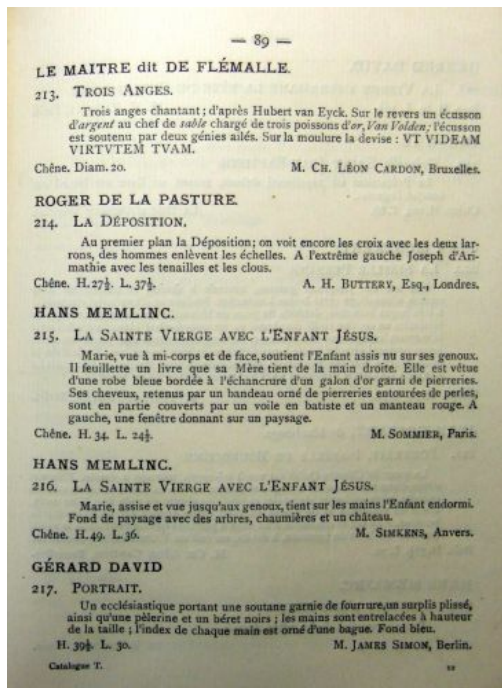 — 89 —
LE MAITRE dit DE FLÉMALLE.
213. TROIS ANGES.
Trois anges chantant; d'après Hubert van Eyck. Sur le revers un écusson
d'argent au chef de sable chargé de trois poissons d'or, Van Volden; l'écusson
est soutenu par deux génies ailés. Sur la moulure la devise : VT VIDEAM
VIRTVTEM TVAM.
Chêne. Diam. 20. M. CH. LÉON CARDON, Bruxelles.
ROGER DE LA PASTURE.
214. LA DÉPOSITION.
Au premier plan la Déposition; on voit encore les croix avec les deux lar-
rons, des hommes enlèvent les échelles. A l'extrême gauche Joseph d'Ari-
mathie avec les tenailles et les clous.
Chêne. H. 27½. L. 37½. A. H. BUTTERY, Esq., Londres.
HANS MEMLINC.
215. LA SAINTE VIERGE AVEC L'ENFANT JÉSUS.
Marie, vue à mi-corps et de face, soutient l'Enfant assis nu sur ses genoux.
Il feuillette un livre que sa Mère tient de la main droite. Elle est vêtue
d'une robe bleue bordée à l'échancrure d'un galon d'or garni de pierreries.
Ses cheveux, retenus par un bandeau orné de pierreries entourées de perles,
sont en partie couverts par un voile en batiste et un manteau rouge. A
gauche, une fenêtre donnant sur un paysage.
Chêne. H. 34. L. 24½. M. SOMMIER, Paris.
HANS MEMLINC.
216. LA SAINTE VIERGE AVEC L'ENFANT JÉSUS.
Marie, assise et vue jusqu'aux genoux, tient sur les mains l'Enfant endormi.
Fond de paysage avec des arbres, chaumières et un château.
Chêne. H. 49. L. 36. M. SIMKENS, Anvers.
GÉRARD DAVID
217. PORTRAIT.
Un ecclésiastique portant une soutane garnie de fourrure, un surplis plissé,
ainsi qu'une pèlerine et un béret noirs ; les mains sont entrelacées à hauteur
de la taille ; l'index de chaque main est orné d'une bague. Fond bleu.
H. 39½. L. 30. M. JAMES SIMON, Berlin.
Catalogue T. 12